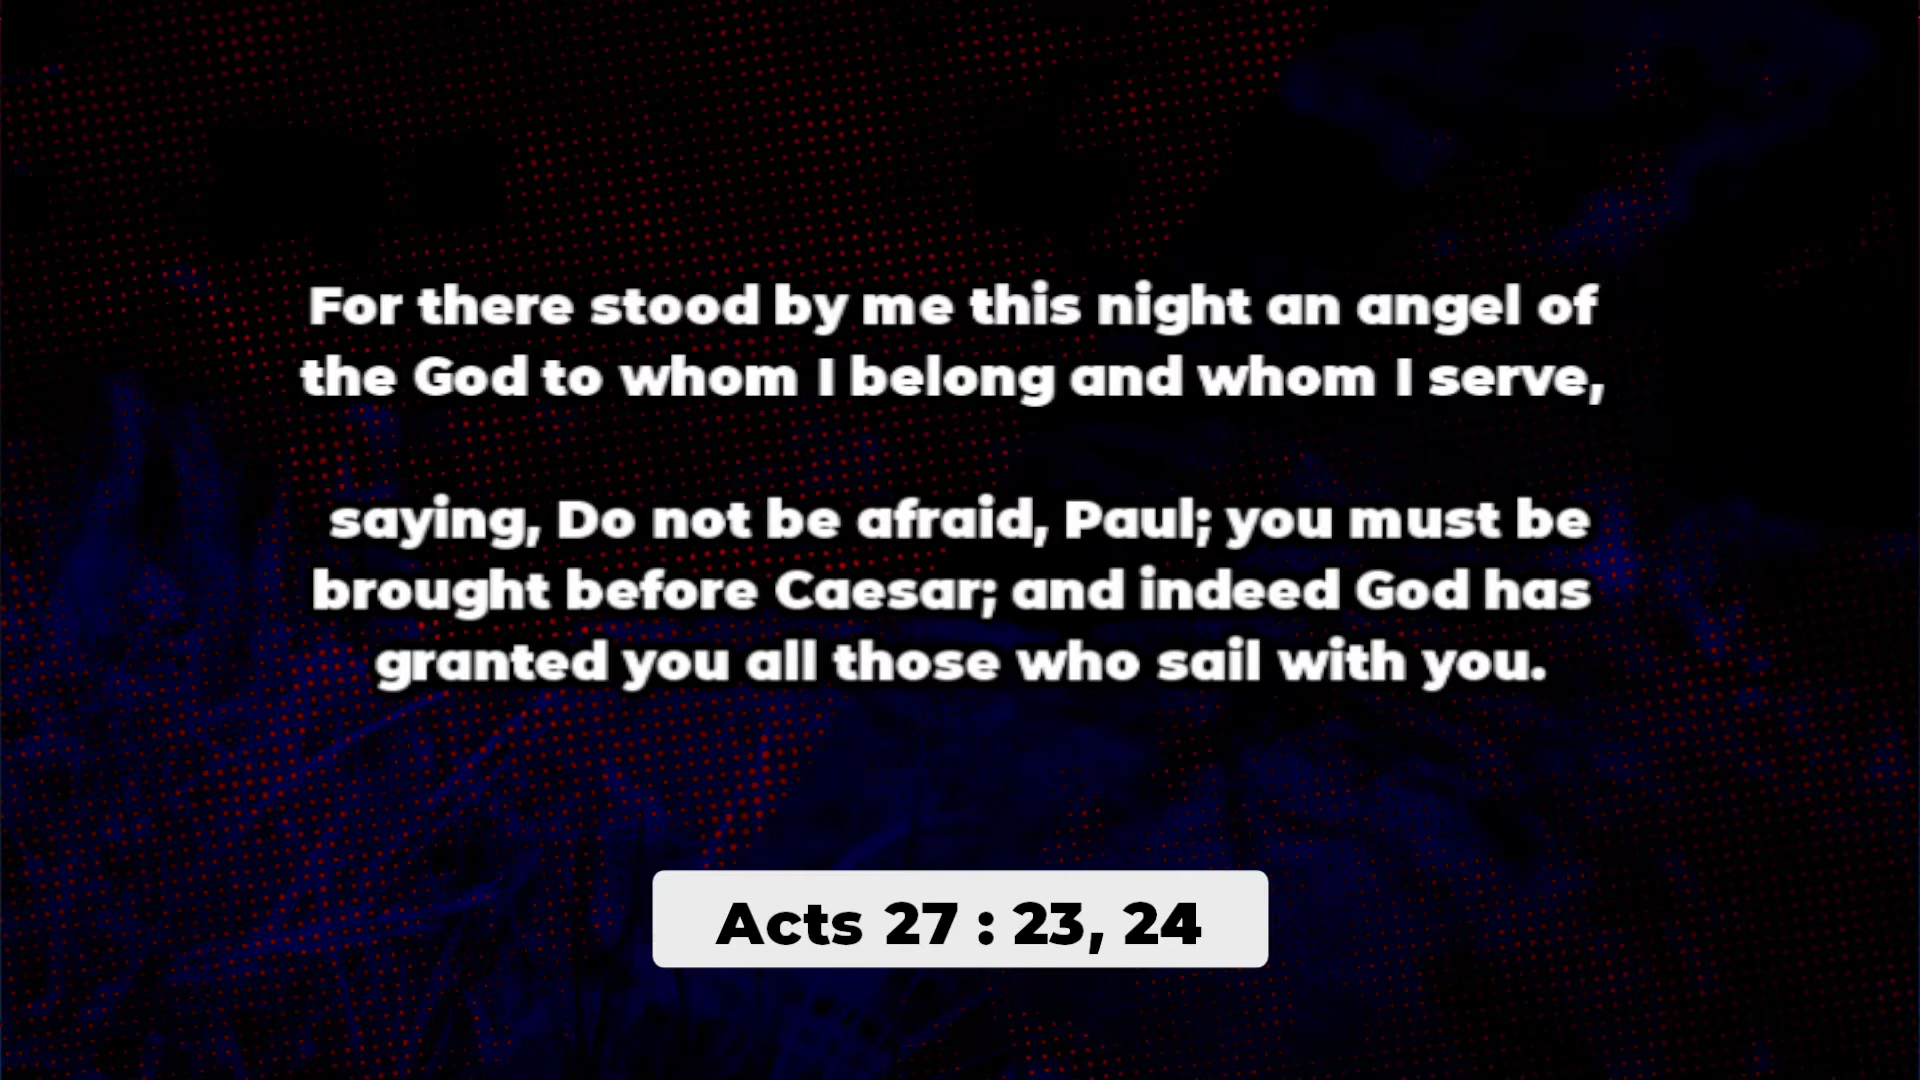 For there stood by me this night an angel of
the God to whom I belong and whom I serve,
saying, Do not be afraid, Paul; you must be
brought before Caesar; and indeed God has
granted you all those who sail with you.
Acts 27 : 23, 24